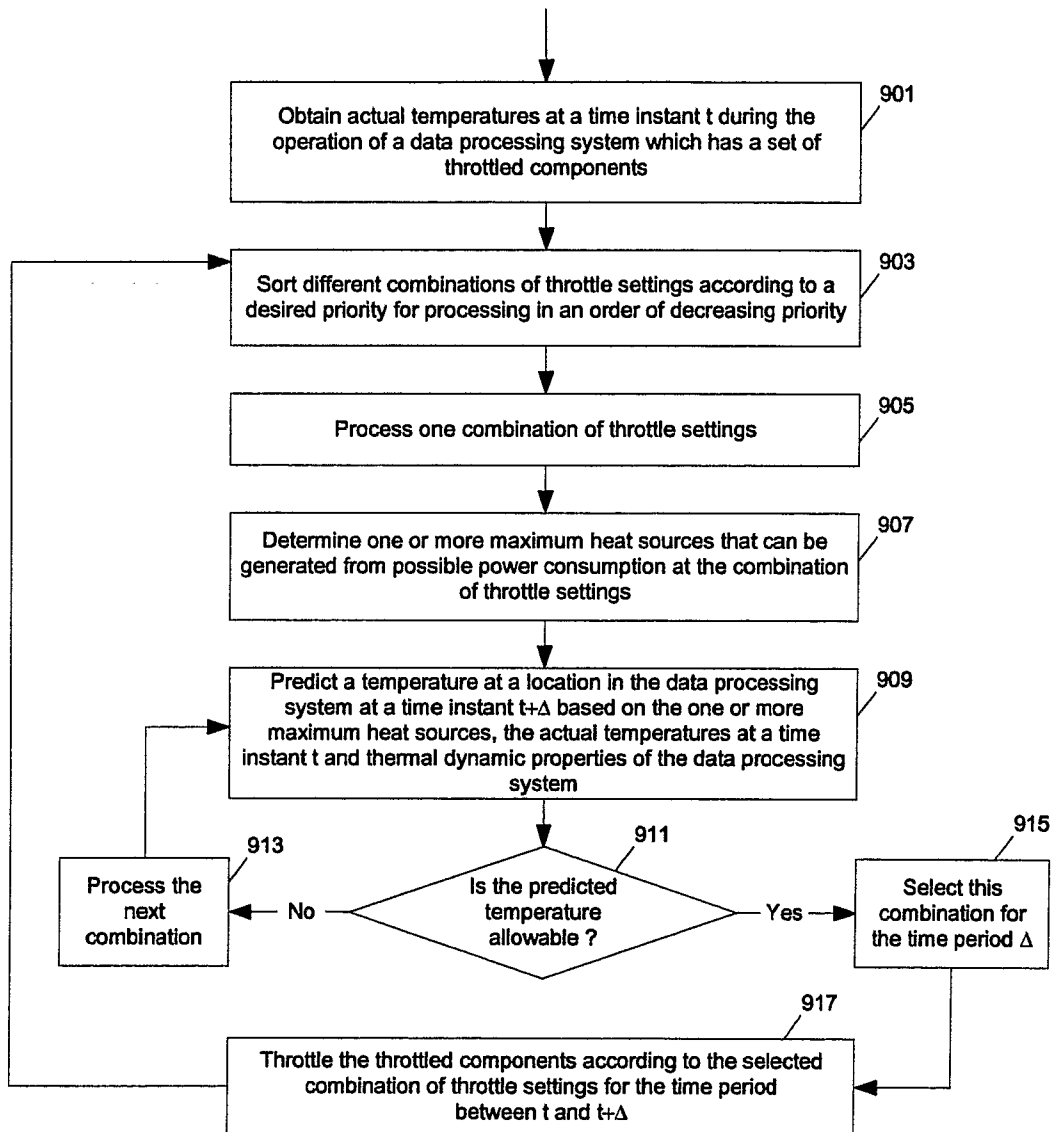 901
Obtain actual temperatures at a time instant t during the
operation of a data processing system which has a set of
throttled components
903
Sort different combinations of throttle settings according to a
desired priority for processing in an order of decreasing priority
905
Process one combination of throttle settings
907
Determine one or more maximum heat sources that can be
generated from possible power consumption at the combination
of throttle settings
909
Predict a temperature at a location in the data processing
system at a time instant t+Δ based on the one or more
maximum heat sources, the actual temperatures at a time
instant t and thermal dynamic properties of the data processing
system
911
Is the predicted
temperature
allowable ?
No
Yes
913
Process the
next
combination
915
Select this
combination for
the time period Δ
917
Throttle the throttled components according to the selected
combination of throttle settings for the time period
between t and t+Δ